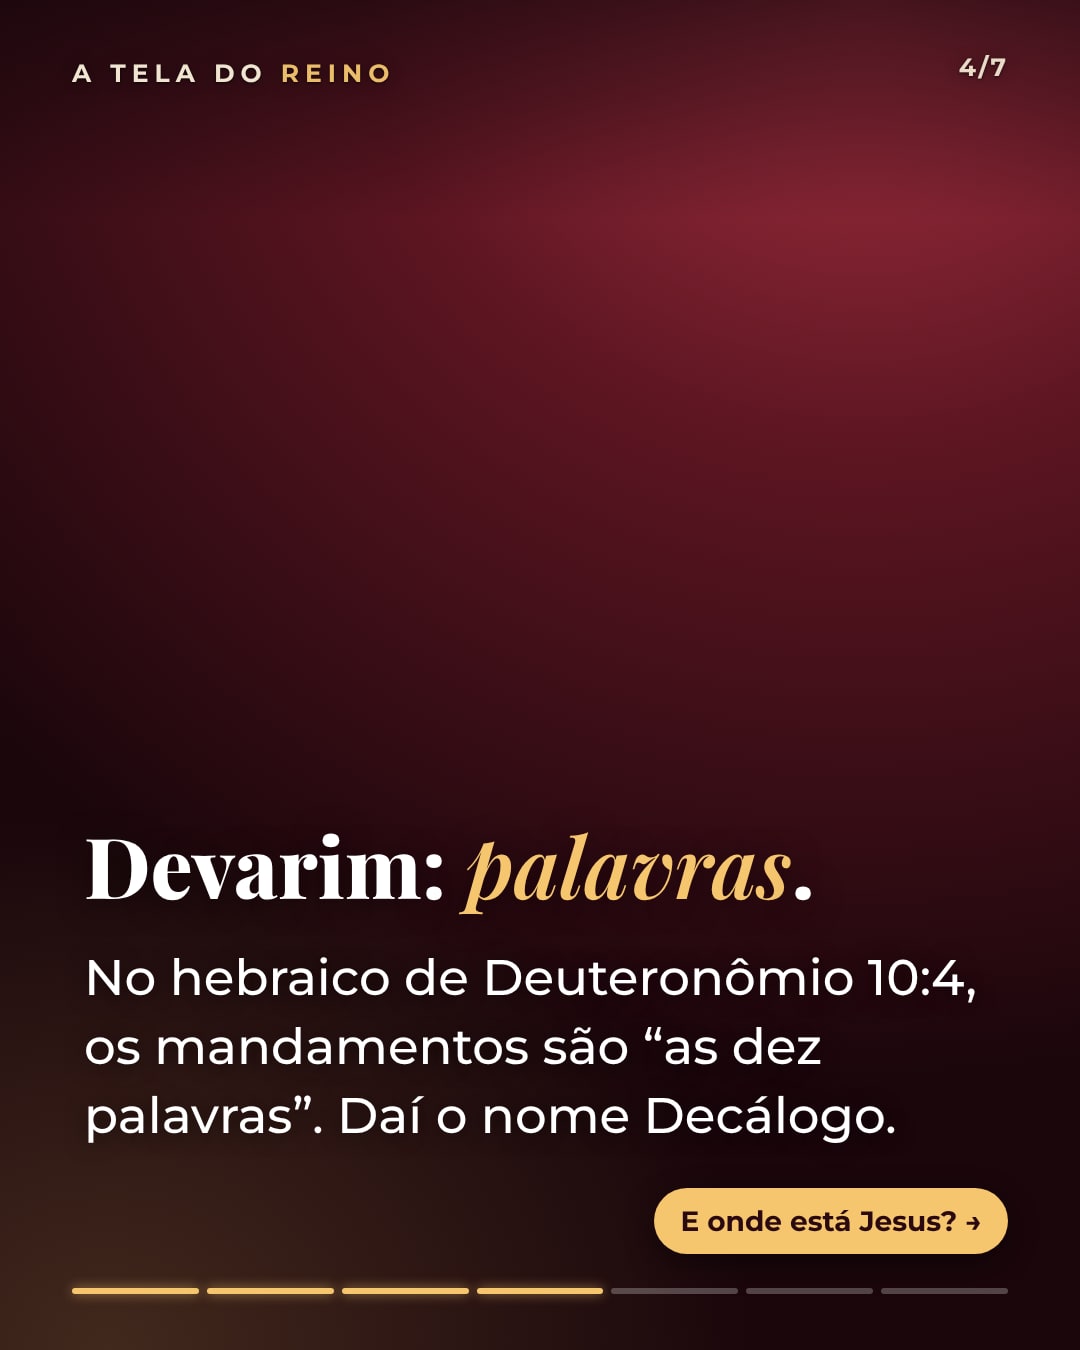 A TELA DO REINO
4/7
Devarim: palavras.
No hebraico de Deuteronômio 10:4,
os mandamentos são “as dez
palavras”. Daí o nome Decálogo.
E onde está Jesus? →